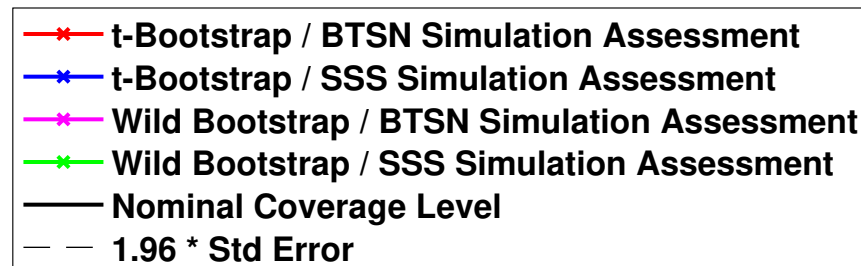 t-Bootstrap / BTSN Simulation Assessment
t-Bootstrap / SSS Simulation Assessment
Wild Bootstrap / BTSN Simulation Assessment
Wild Bootstrap / SSS Simulation Assessment
Nominal Coverage Level
1.96 * Std Error